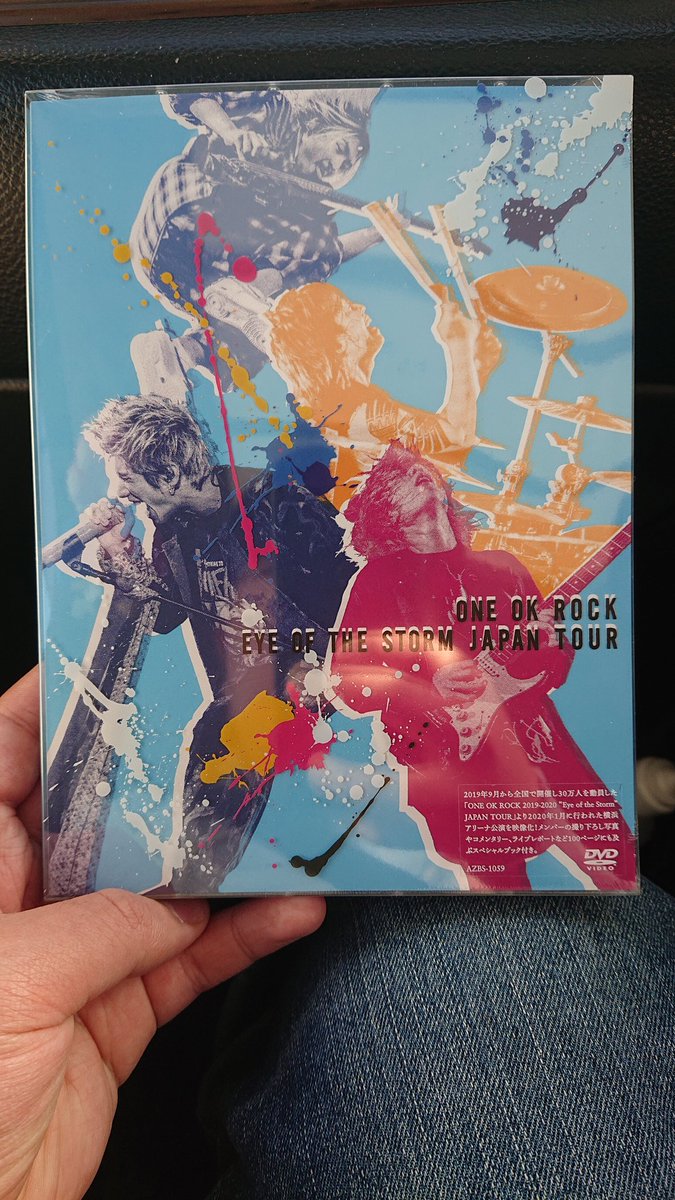 ONE OK ROCK
EYE OF THE STORM JAPAN TOUR
2019年9月から全国で開催し30万人を動員した
「ONE OK ROCK 2019-2020 “Eye of the Storm”
JAPAN TOUR」より2020年1月に行われた横浜
アリーナ公演を映像化!メンバーの撮り下ろし写真
やコメンタリー、ライブレポートなど100ページにも及
ぶスペシャルブック付き。
AZBS-1059
DVD
VIDEO